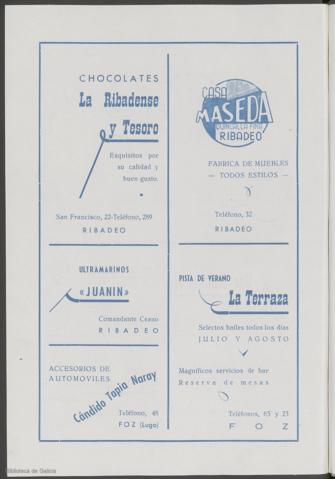 CHOCOLATES
La Ribadense
y Tesoro
Exquisitos por
su calidad y
buen gusto.
San Francisco, 22-Teléfono, 289
RIBADEO
CASA
MASEDA
QUINCALLA FINA
RIBADEO
FABRICA DE MUEBLES
— TODOS ESTILOS —
Teléfono, 32
RIBADEO
ULTRAMARINOS
«JUANIN»
Comandante Ceano
RIBADEO
PISTA DE VERANO
La Terraza
Selectos bailes todos los días
JULIO Y AGOSTO
Magníficos servicios de bar
Reserva de mesas
Teléfonos, 65 y 23
FOZ
ACCESORIOS DE
AUTOMOVILES
Cándido Tapia Naray
Teléfono, 48
FOZ (Lugo)
Biblioteca de Galicia